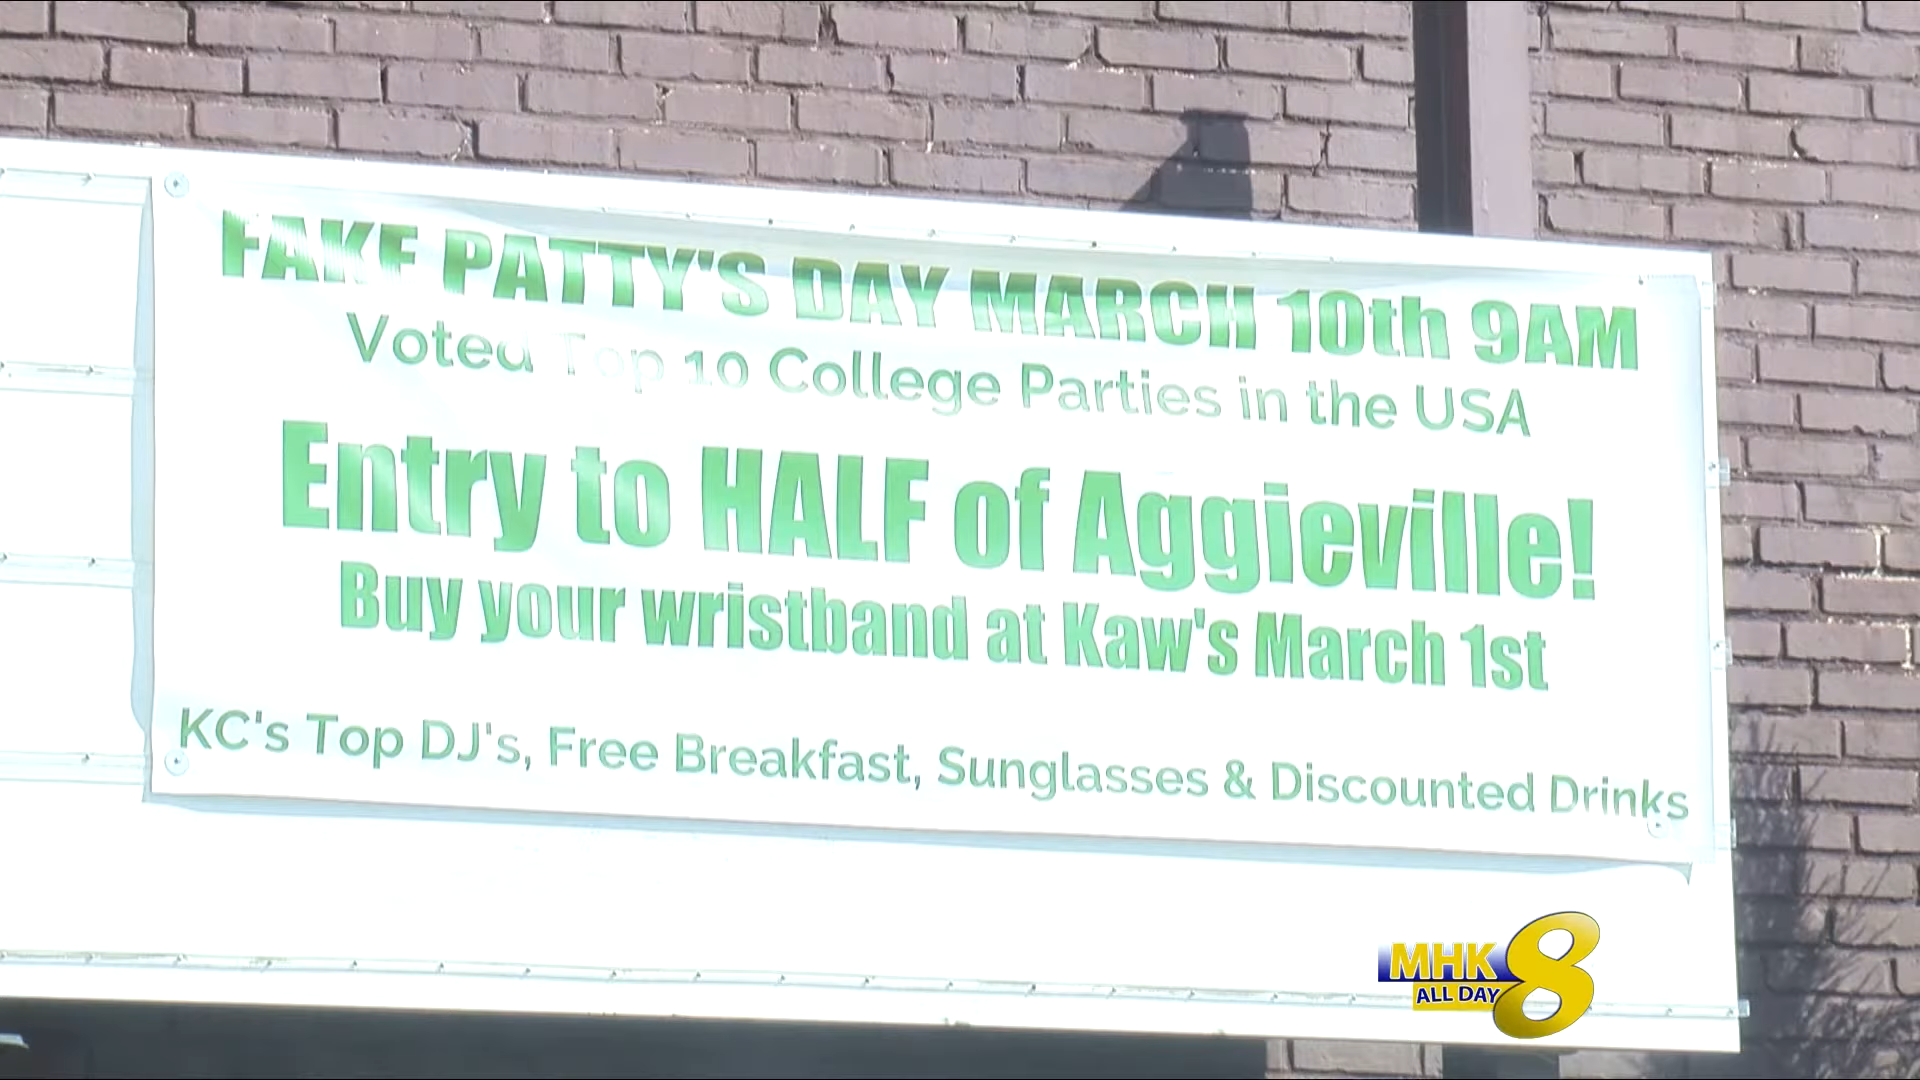 FAKE PATTY'S DAY MARCH 10th 9AM
Voted Top 10 College Parties in the USA
Entry to HALF of Aggieville!
Buy your wristband at Kaw's March 1st
KC's Top DJ's, Free Breakfast, Sunglasses & Discounted Drinks
MHK 8
ALL DAY